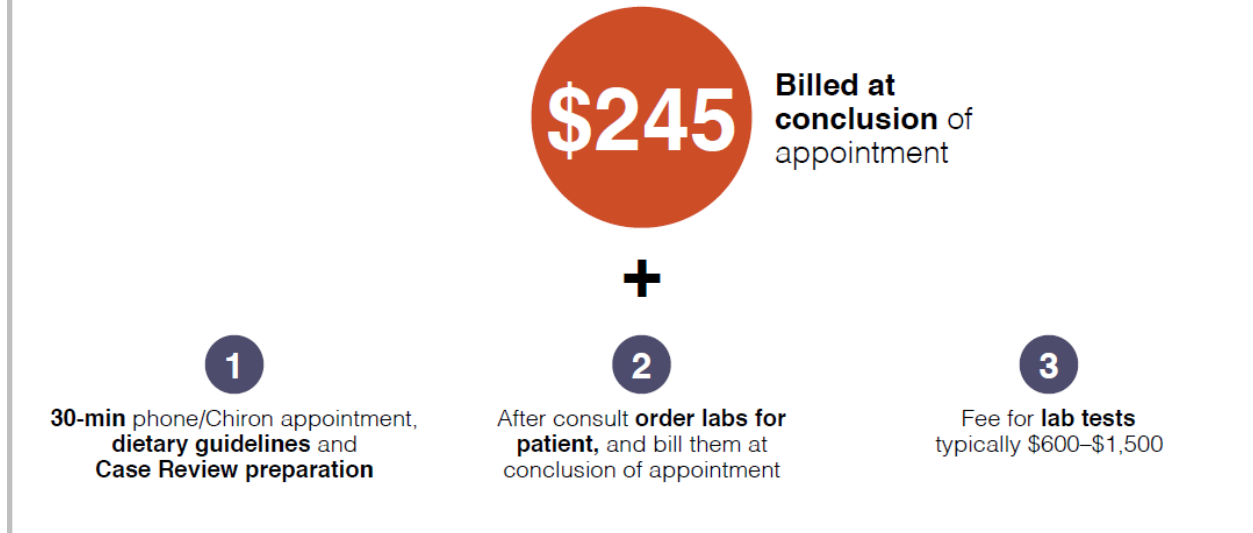 $245
Billed at
conclusion of
appointment
+
1
30-min phone/Chiron appointment,
dietary guidelines and
Case Review preparation
2
After consult order labs for
patient, and bill them at
conclusion of appointment
3
Fee for lab tests
typically $600–$1,500